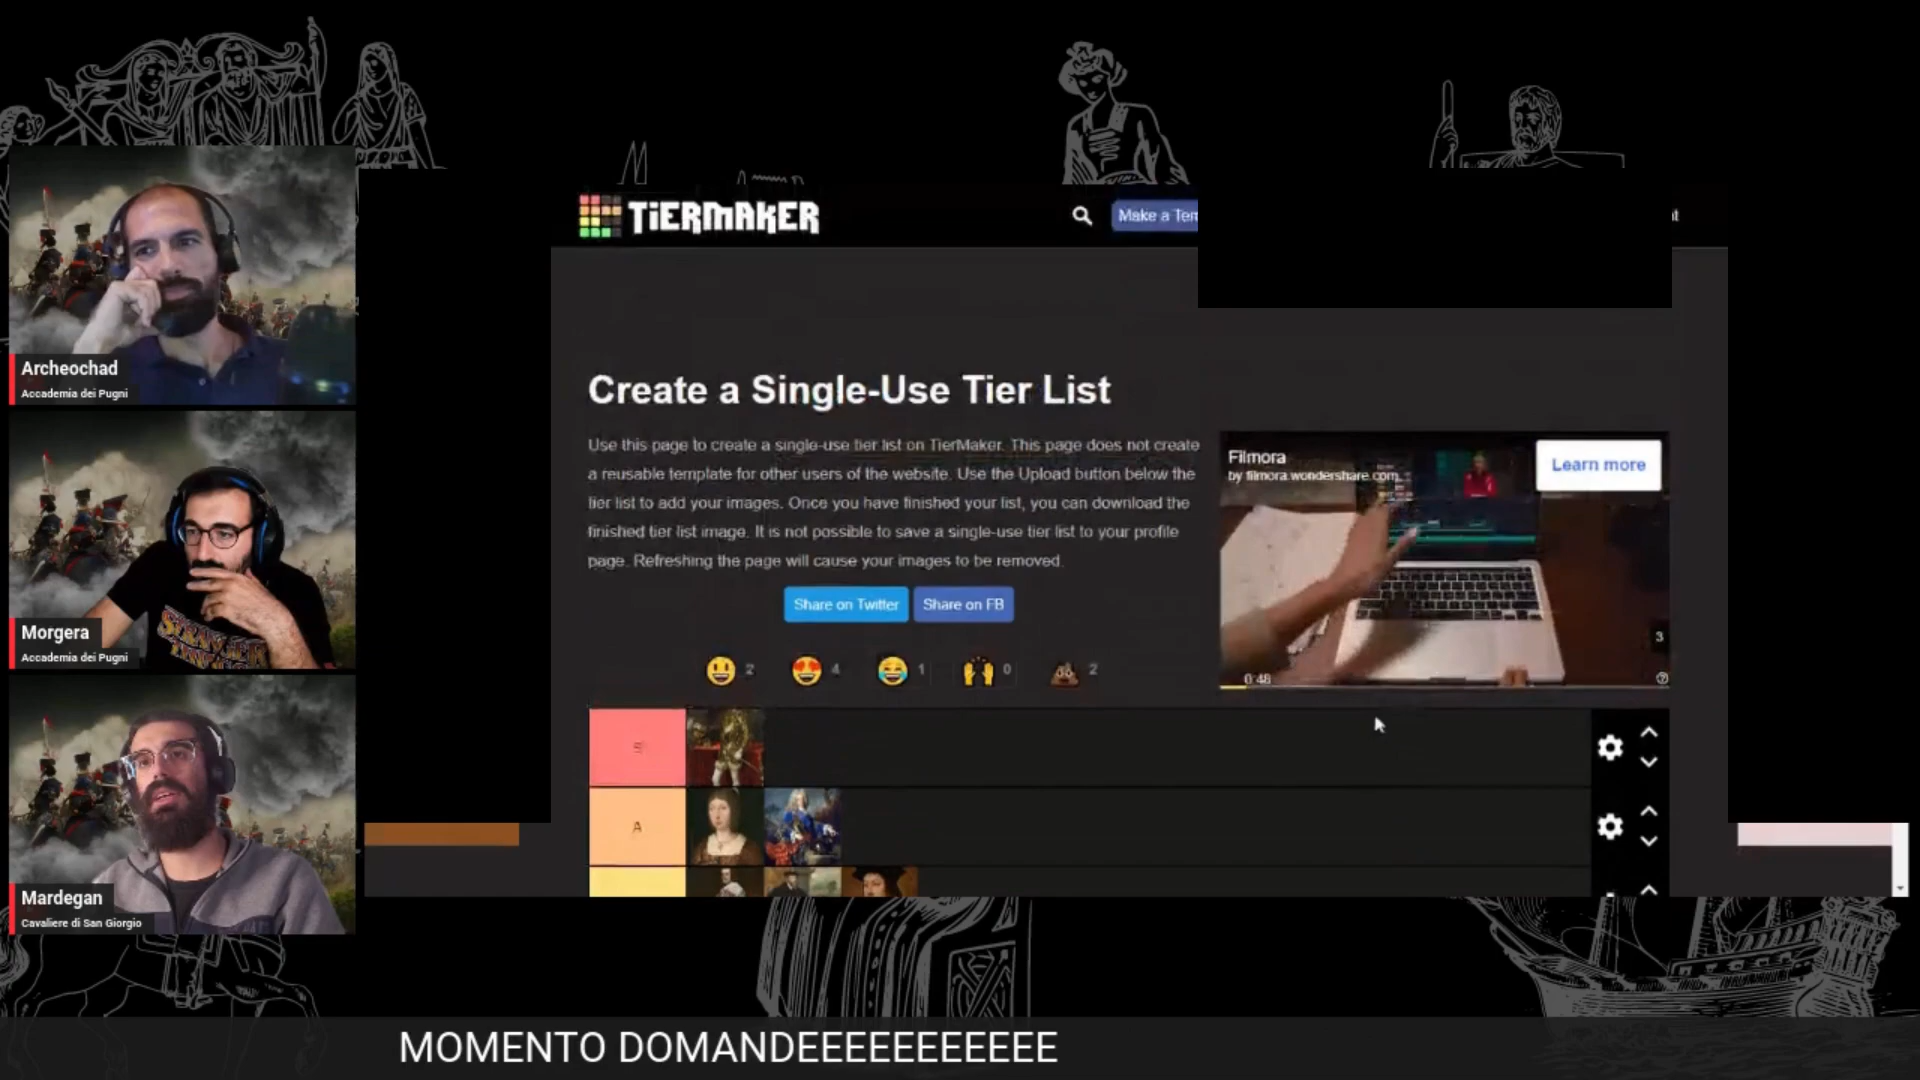 TiERMAKER
Make a Tem
Create a Single-Use Tier List
Use this page to create a single-use tier list on TierMaker. This page does not create
a reusable template for other users of the website. Use the Upload button below the
tier list to add your images. Once you have finished your list, you can download the
finished tier list image. It is not possible to save a single-use tier list to your profile
page. Refreshing the page will cause your images to be removed.
Share on Twitter
Share on FB
2
4
1
0
2
Filmora
by filmora.wondershare.com
Learn more
3
0:48
S
A
Archeochad
Accademia dei Pugni
Morgera
Accademia dei Pugni
STRANGER
Mardegan
Cavaliere di San Giorgio
MOMENTO DOMANDEEEEEEEEEEE